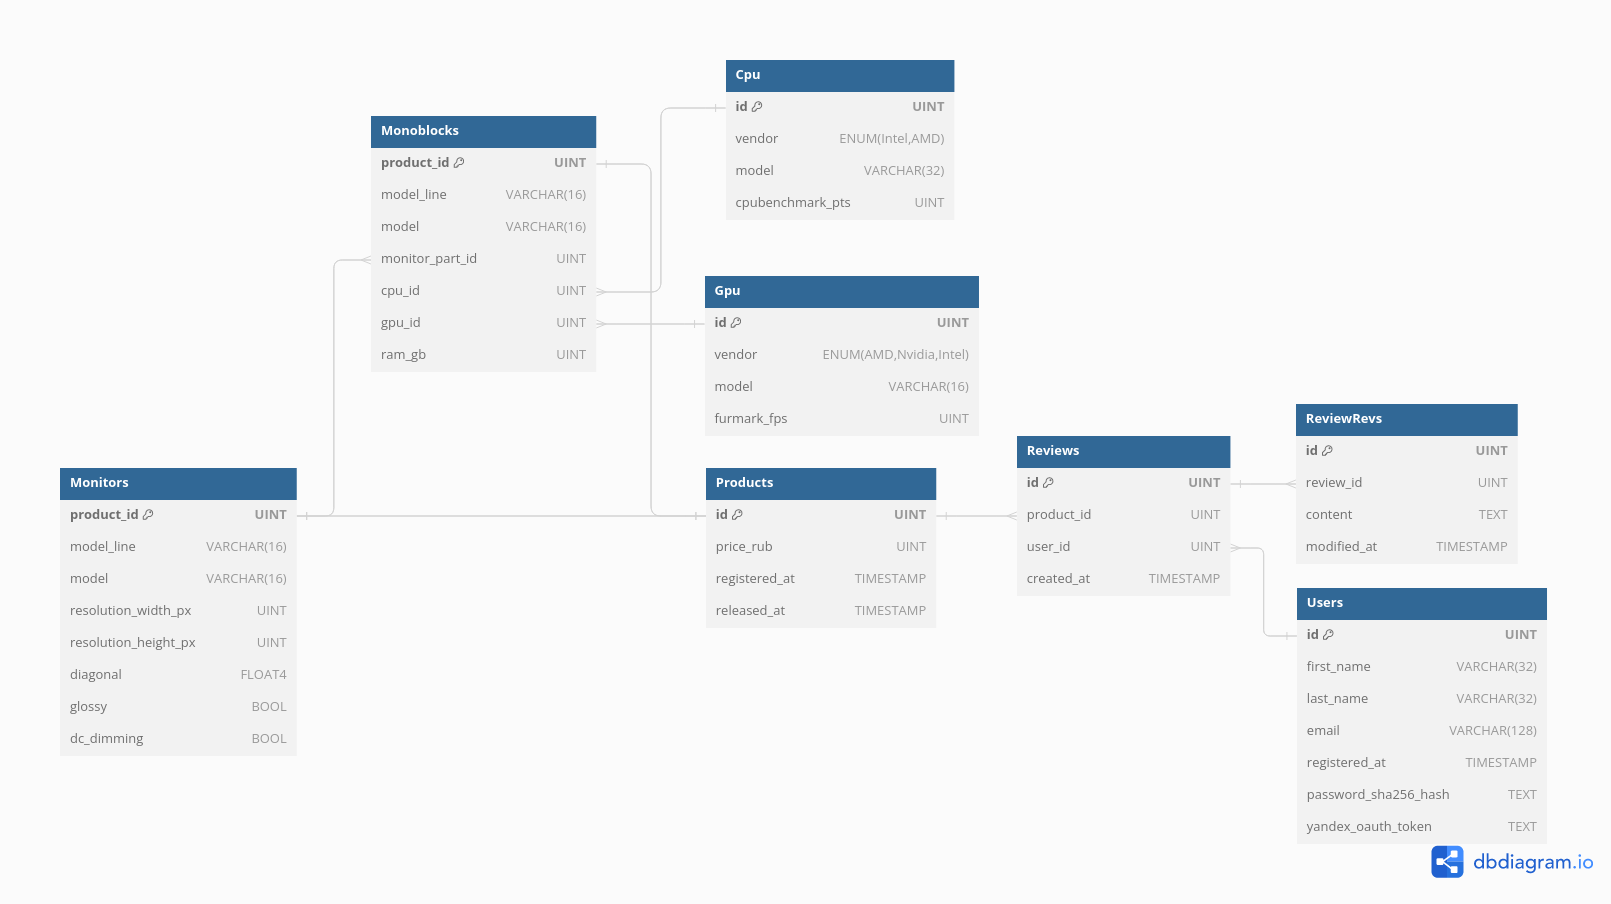 Cpu
id UINT
vendor ENUM(Intel,AMD)
model VARCHAR(32)
cpubenchmark_pts UINT
Monoblocks
product_id UINT
model_line VARCHAR(16)
model VARCHAR(16)
monitor_part_id UINT
cpu_id UINT
gpu_id UINT
ram_gb UINT
Gpu
id UINT
vendor ENUM(AMD,Nvidia,Intel)
model VARCHAR(16)
furmark_fps UINT
Monitors
product_id UINT
model_line VARCHAR(16)
model VARCHAR(16)
resolution_width_px UINT
resolution_height_px UINT
diagonal FLOAT4
glossy BOOL
dc_dimming BOOL
Products
id UINT
price_rub UINT
registered_at TIMESTAMP
released_at TIMESTAMP
Reviews
id UINT
product_id UINT
user_id UINT
created_at TIMESTAMP
ReviewRevs
id UINT
review_id UINT
content TEXT
modified_at TIMESTAMP
Users
id UINT
first_name VARCHAR(32)
last_name VARCHAR(32)
email VARCHAR(128)
registered_at TIMESTAMP
password_sha256_hash TEXT
yandex_oauth_token TEXT
dbdiagram.io